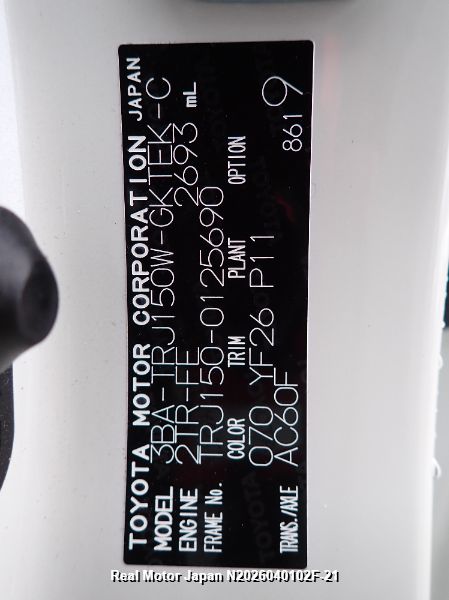 TOYOTA MOTOR CORPORATION JAPAN
MODEL 3BA-TRJ150W-GKTEK-C
ENGINE 2TR-FE 2693 mL
FRAME No. TRJ150-0125690
COLOR TRIM PLANT OPTION
070 YF26 P11 861 9
TRANS./AXLE AC60F
Real Motor Japan N2025040102F-21